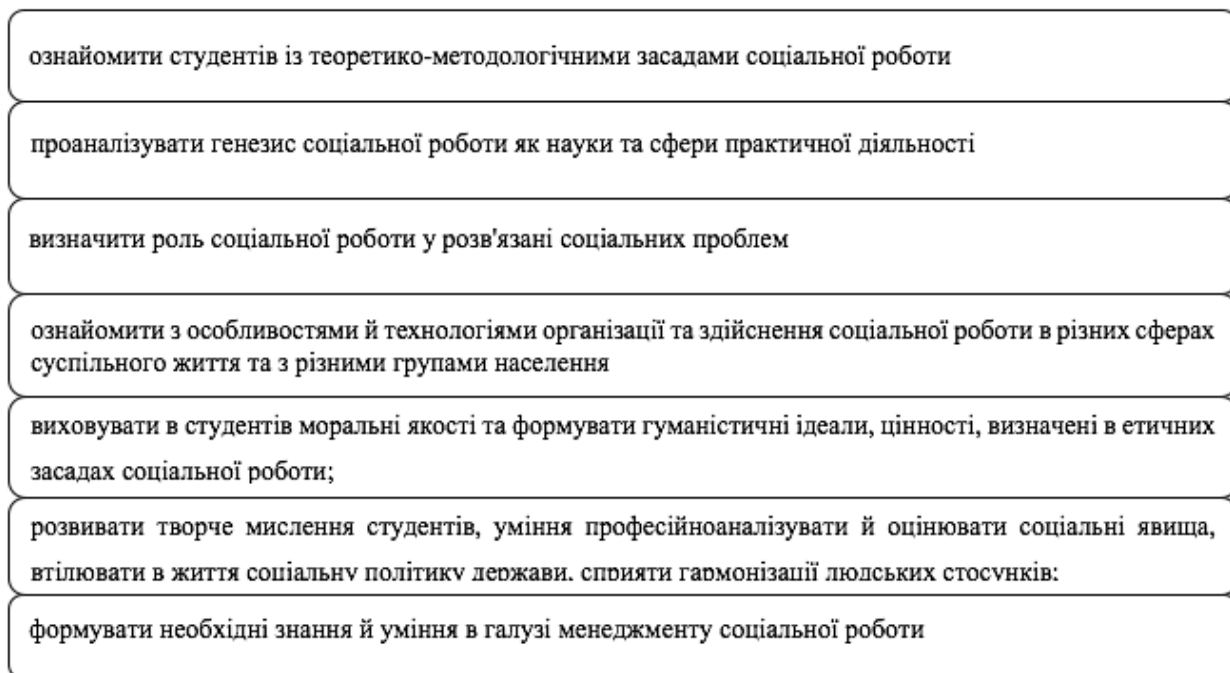 ознайомити студентів із теоретико-методологічними засадами соціальної роботи
проаналізувати генезис соціальної роботи як науки та сфери практичної діяльності
визначити роль соціальної роботи у розв'язані соціальних проблем
ознайомити з особливостями й технологіями організації та здійснення соціальної роботи в різних сферах
суспільного життя та з різними групами населення
виховувати в студентів моральні якості та формувати гуманістичні ідеали, цінності, визначені в етичних
засадах соціальної роботи;
розвивати творче мислення студентів, уміння професійноаналізувати й оцінювати соціальні явища,
втілювати в життя соціальну політику держави, сприяти гармонізації людських стосунків;
формувати необхідні знання й уміння в галузі менеджменту соціальної роботи